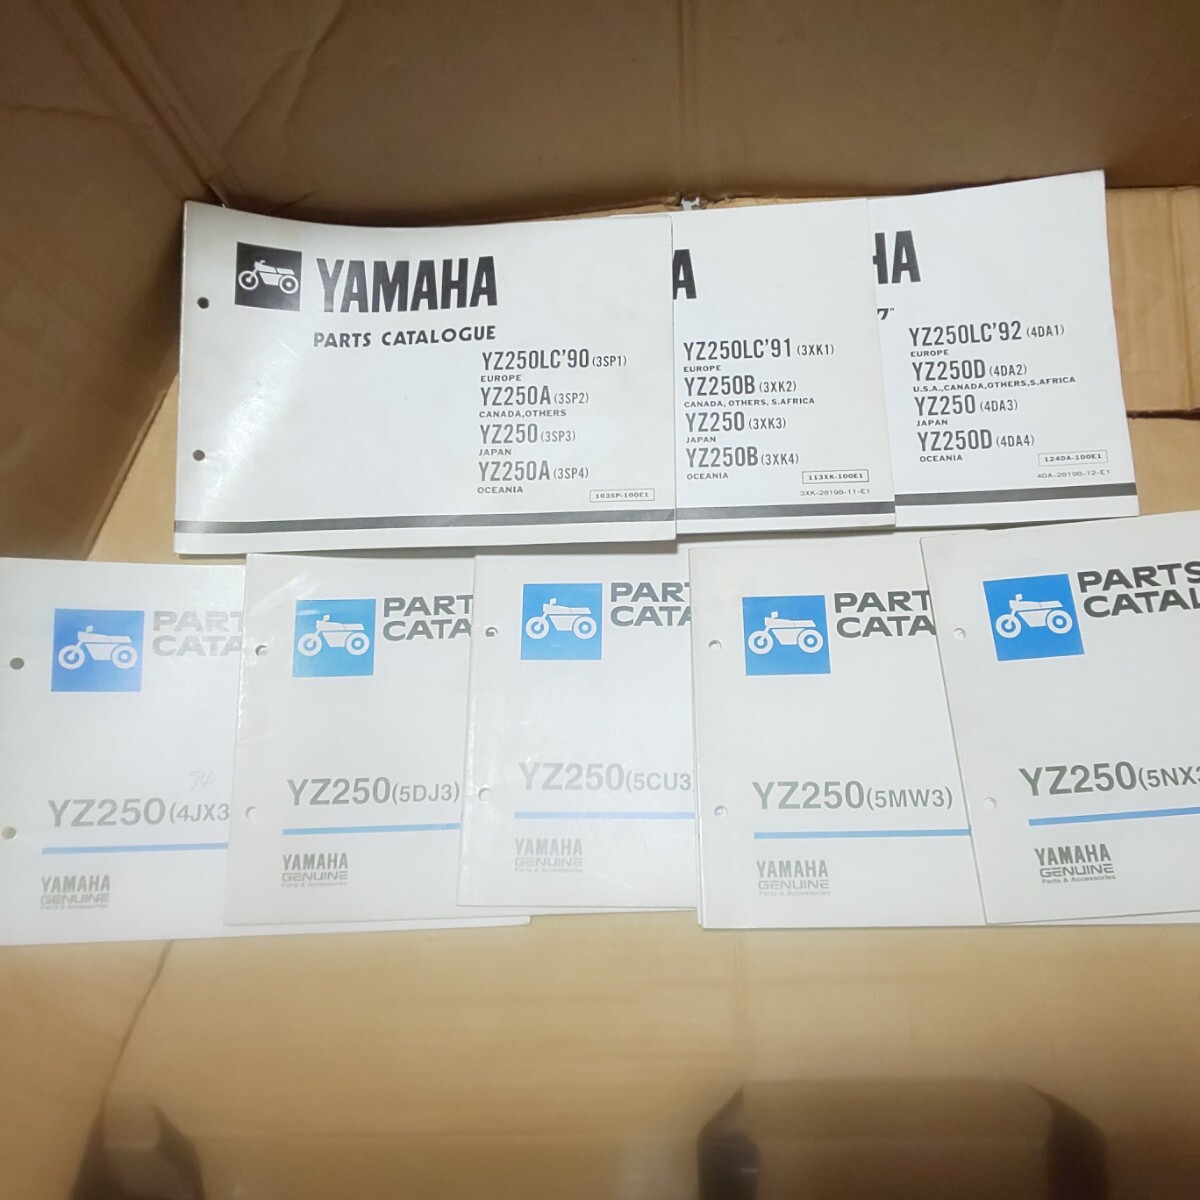 YAMAHA
PARTS CATALOGUE
YZ250LC'90 (3SP1)
EUROPE
YZ250A (3SP2)
CANADA, OTHERS
YZ250 (3SP3)
JAPAN
YZ250A (3SP4)
OCEANIA
103SP-100E1
A
YZ250LC'91 (3XK1)
EUROPE
YZ250B (3XK2)
CANADA, OTHERS, S.AFRICA
YZ250 (3XK3)
JAPAN
YZ250B (3XK4)
OCEANIA
113XK-100E1
3XK-28198-11-E1
HA
グ
YZ250LC'92 (4DA1)
EUROPE
YZ250D (4DA2)
U.S.A., CANADA, OTHERS, S.AFRICA
YZ250 (4DA3)
JAPAN
YZ250D (4DA4)
OCEANIA
124DA-100E1
4DA-28198-12-E1
PART
CATA
94
YZ250 (4JX3
YAMAHA
GENUINE
Parts & Accessories
PART
CATA
YZ250 (5DJ3)
YAMAHA
GENUINE
Parts & Accessories
PART
CATA
YZ250 (5CU3
YAMAHA
GENUINE
Parts & Accessories
PART
CATA
YZ250 (5MW3)
YAMAHA
GENUINE
Parts & Accessories
PARTS
CATAL
YZ250 (5NX3
YAMAHA
GENUINE
Parts & Accessories